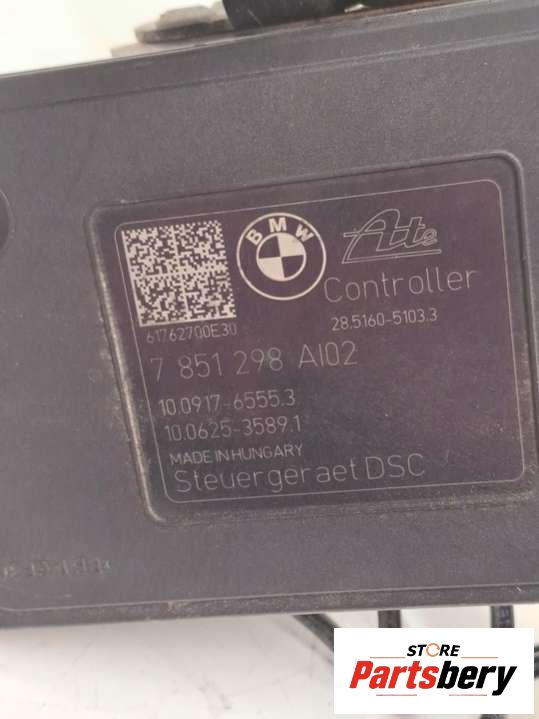 BMW
Ate
Controller
61762700E30
28.5160-5103.3
7 851 298 AI02
10.0917-6555.3
10.0625-3589.1
MADE IN HUNGARY
Steuergeraet DSC
STORE
Partsbery